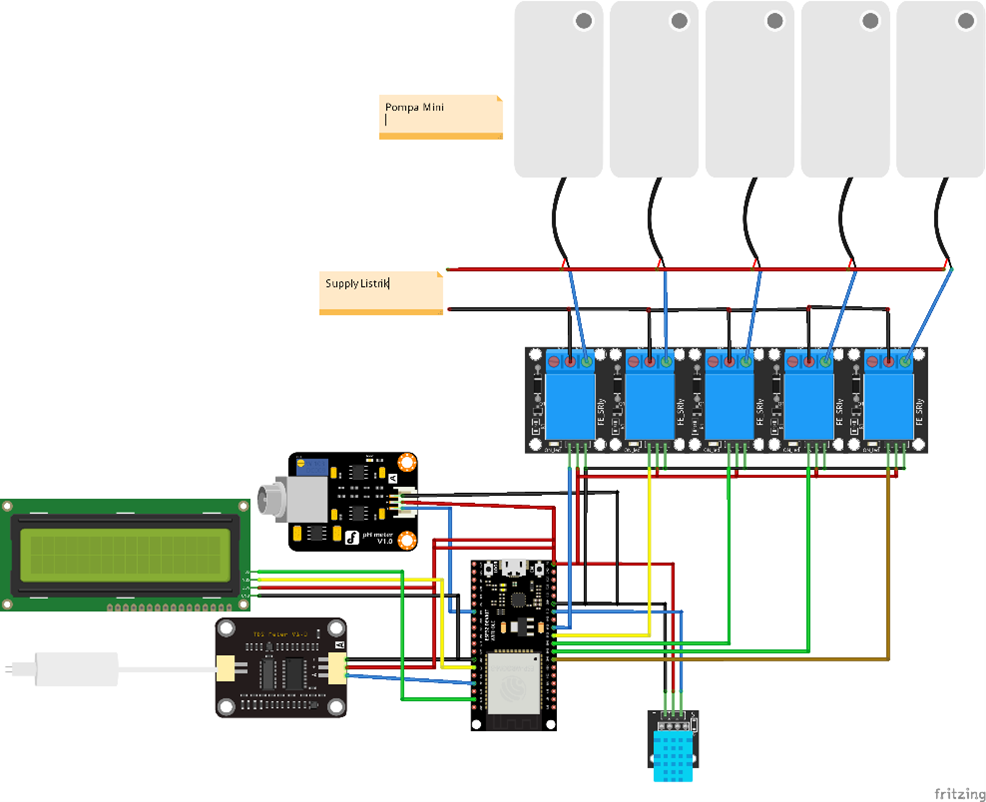 Pompa Mini
Supply Listrik
FE_SRly
FE_SRly
FE_SRly
FE_SRly
FE_SRly
A
pH meter
V1.0
TDS Meter V1.0
A
fritzing